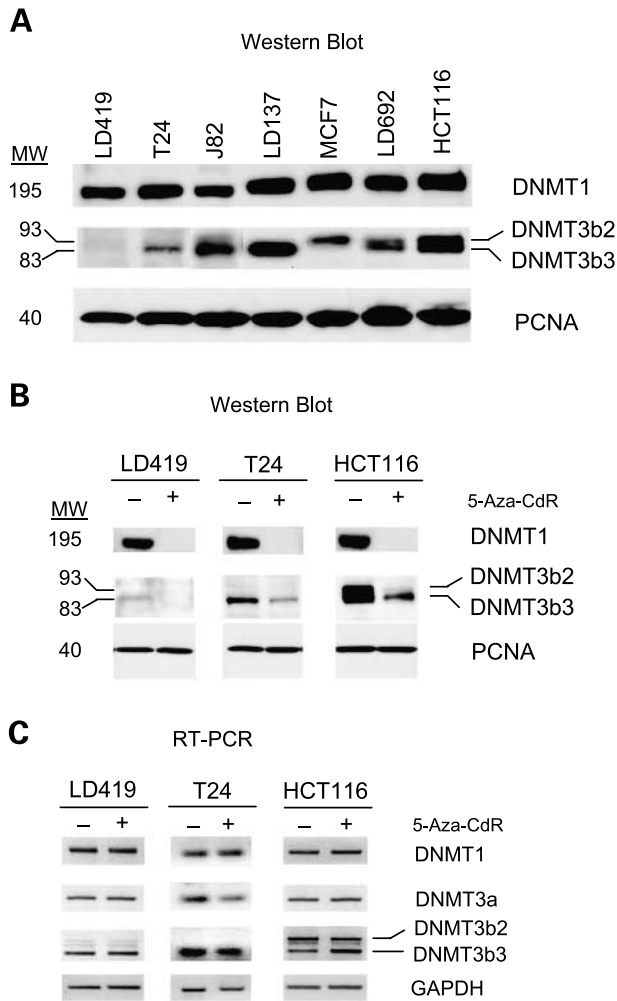 A
Western Blot
LD419 T24 J82 LD137 MCF7 LD692 HCT116
MW
195 DNMT1
93 DNMT3b2
83 DNMT3b3
40 PCNA
B
Western Blot
LD419 T24 HCT116
– + – + – + 5-Aza-CdR
MW
195 DNMT1
93 DNMT3b2
83 DNMT3b3
40 PCNA
C
RT-PCR
LD419 T24 HCT116
– + – + – + 5-Aza-CdR
DNMT1
DNMT3a
DNMT3b2
DNMT3b3
GAPDH